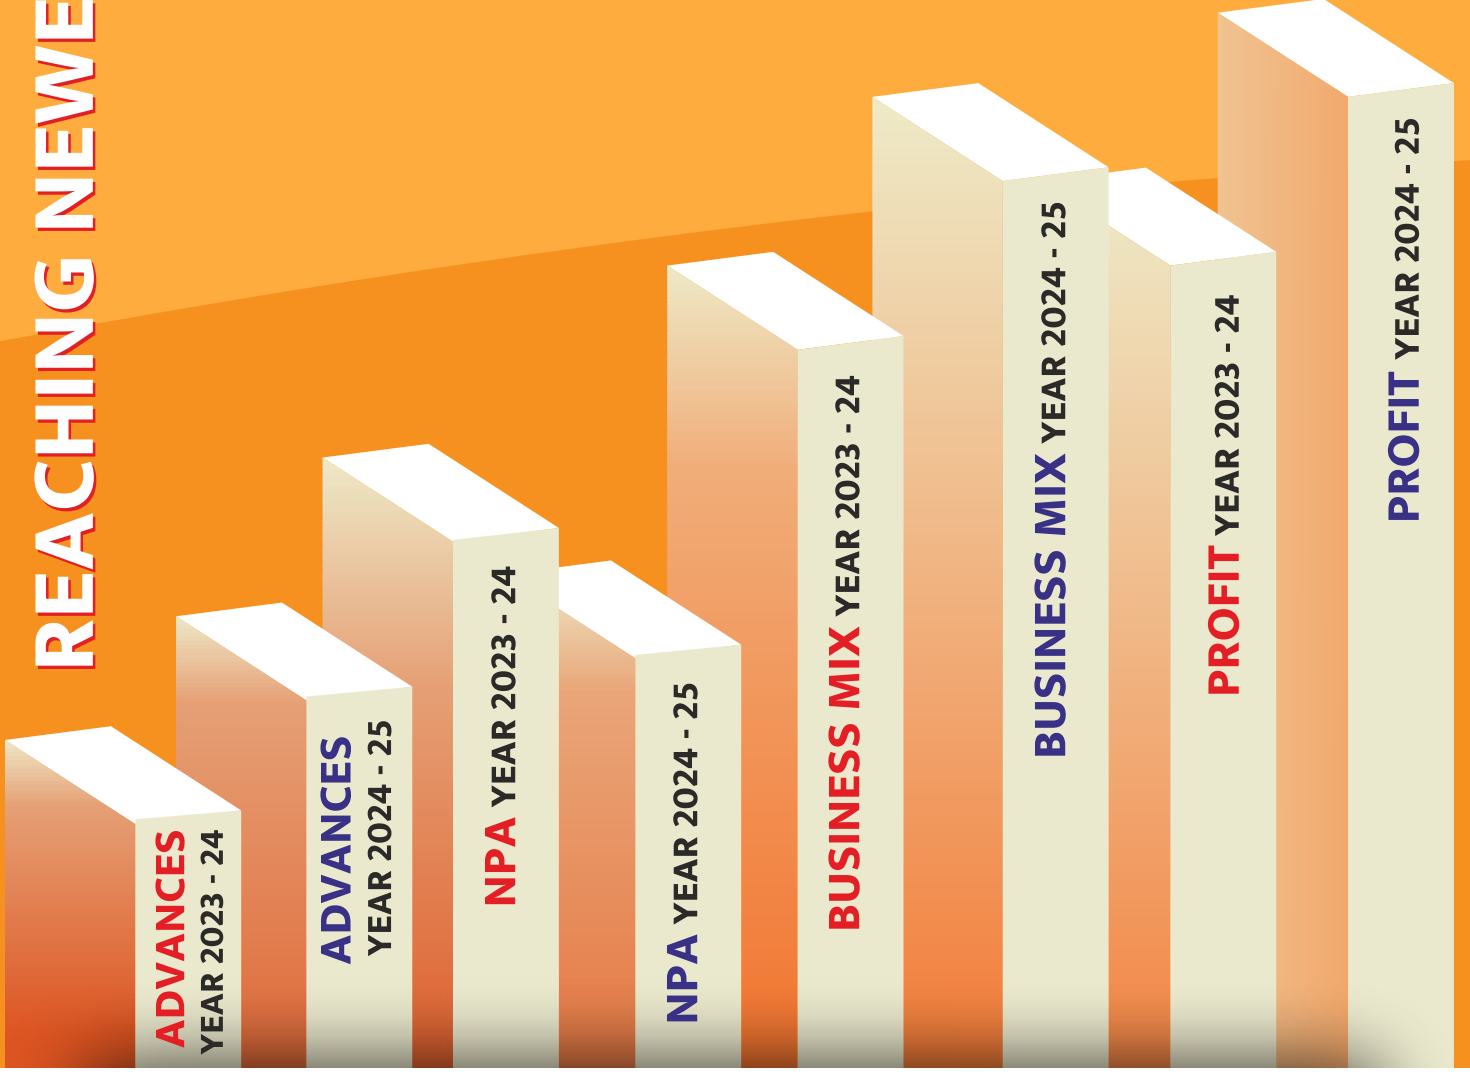 REACHING NEWE
ADVANCES
YEAR 2023 - 24
ADVANCES
YEAR 2024 - 25
NPA YEAR 2023 - 24
NPA YEAR 2024 - 25
BUSINESS MIX YEAR 2023 - 24
BUSINESS MIX YEAR 2024 - 25
PROFIT YEAR 2023 - 24
PROFIT YEAR 2024 - 25